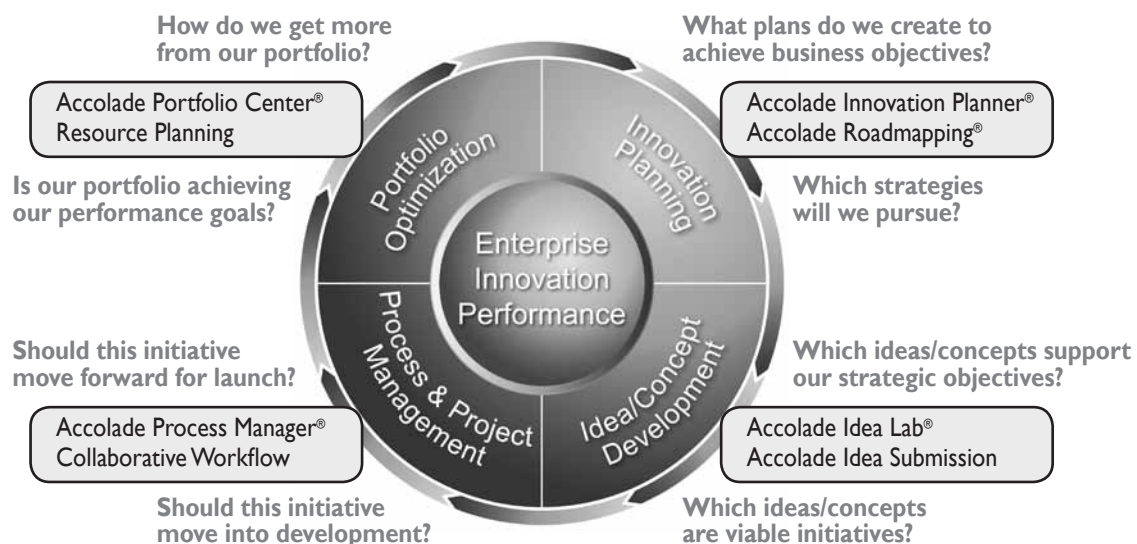 How do we get more
from our portfolio?
What plans do we create to
achieve business objectives?
Accolade Portfolio Center®
Resource Planning
Accolade Innovation Planner®
Accolade Roadmapping®
Portfolio
Optimization
Innovation
Planning
Is our portfolio achieving
our performance goals?
Which strategies
will we pursue?
Enterprise
Innovation
Performance
Process & Project
Management
Idea/Concept
Development
Should this initiative
move forward for launch?
Which ideas/concepts support
our strategic objectives?
Accolade Process Manager®
Collaborative Workflow
Accolade Idea Lab®
Accolade Idea Submission
Should this initiative
move into development?
Which ideas/concepts
are viable initiatives?